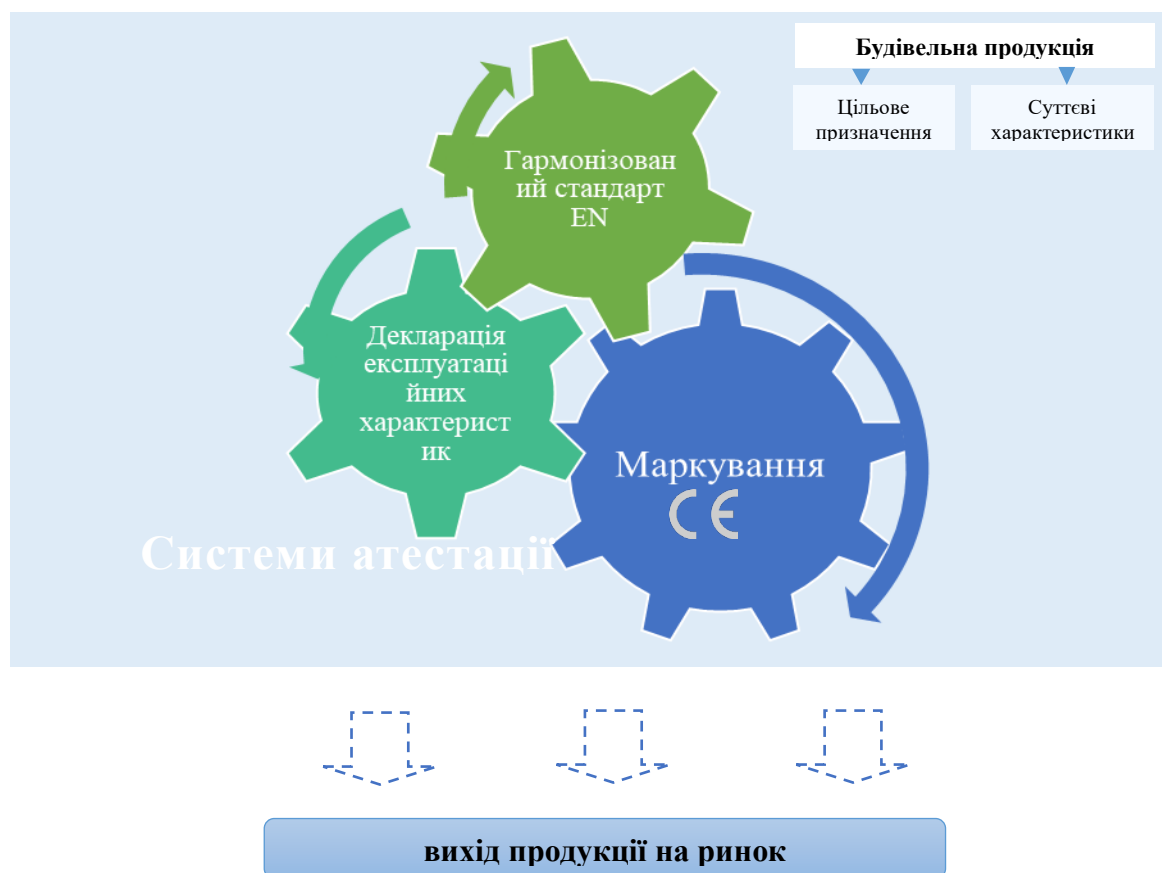 Будівельна продукція
Цільове
призначення
Суттєві
характеристики
Гармонізован
ий стандарт
EN
Декларація
експлуатаці
йних
характерист
ик
Маркування
CE
Системи атестації
вихід продукції на ринок